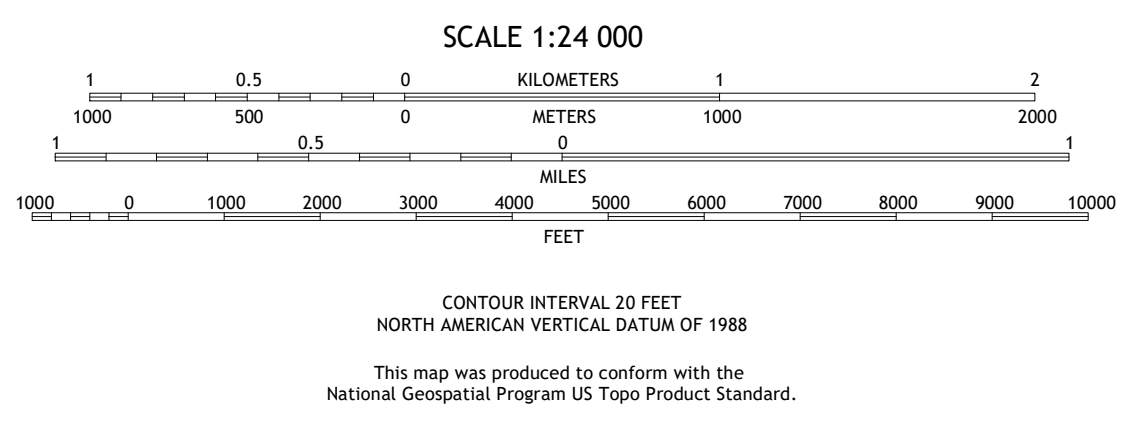 SCALE 1:24 000
1 0.5 0 KILOMETERS 1 2
1000 500 0 METERS 1000 2000
1 0.5 0 1
MILES
1000 0 1000 2000 3000 4000 5000 6000 7000 8000 9000 10000
FEET
CONTOUR INTERVAL 20 FEET
NORTH AMERICAN VERTICAL DATUM OF 1988
This map was produced to conform with the
National Geospatial Program US Topo Product Standard.